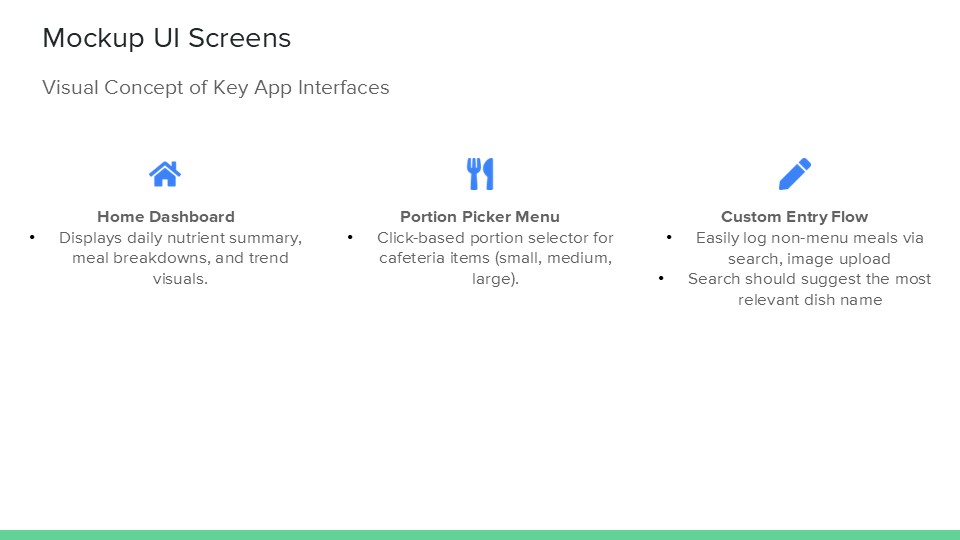 Mockup UI Screens
Visual Concept of Key App Interfaces
Home Dashboard
• Displays daily nutrient summary,
meal breakdowns, and trend
visuals.
Portion Picker Menu
• Click-based portion selector for
cafeteria items (small, medium,
large).
Custom Entry Flow
• Easily log non-menu meals via
search, image upload
• Search should suggest the most
relevant dish name